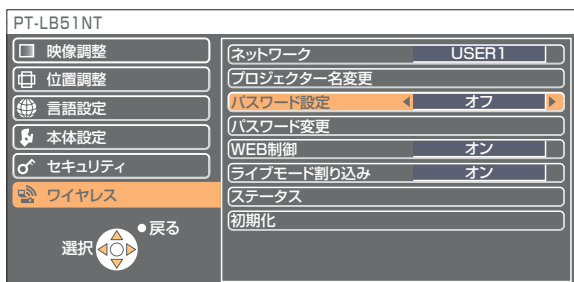 PT-LB51NT
映像調整
位置調整
言語設定
本体設定
セキュリティ
ワイヤレス
選択
戻る
ネットワーク USER1
プロジェクター名変更
パスワード設定 オフ
パスワード変更
WEB制御 オン
ライブモード割り込み オン
ステータス
初期化